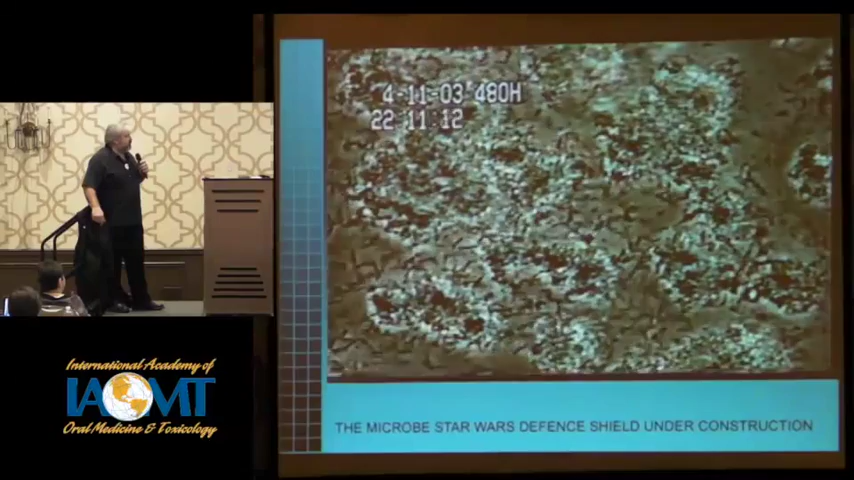 4-11-03 480H
22:11:12
International Academy of
IAOMT
Oral Medicine & Toxicology
THE MICROBE STAR WARS DEFENCE SHIELD UNDER CONSTRUCTION